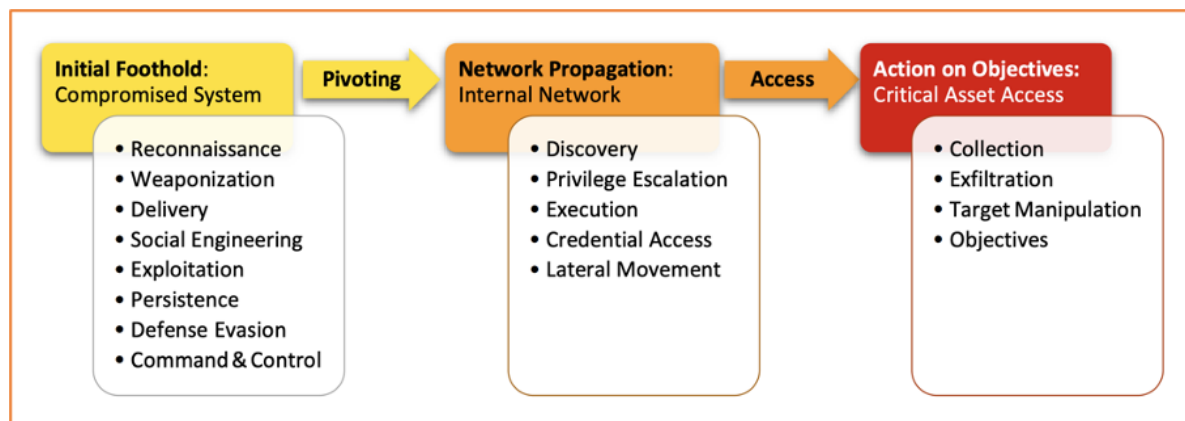 Initial Foothold:
Compromised System
• Reconnaissance
• Weaponization
• Delivery
• Social Engineering
• Exploitation
• Persistence
• Defense Evasion
• Command & Control
Pivoting
Network Propagation:
Internal Network
• Discovery
• Privilege Escalation
• Execution
• Credential Access
• Lateral Movement
Access
Action on Objectives:
Critical Asset Access
• Collection
• Exfiltration
• Target Manipulation
• Objectives